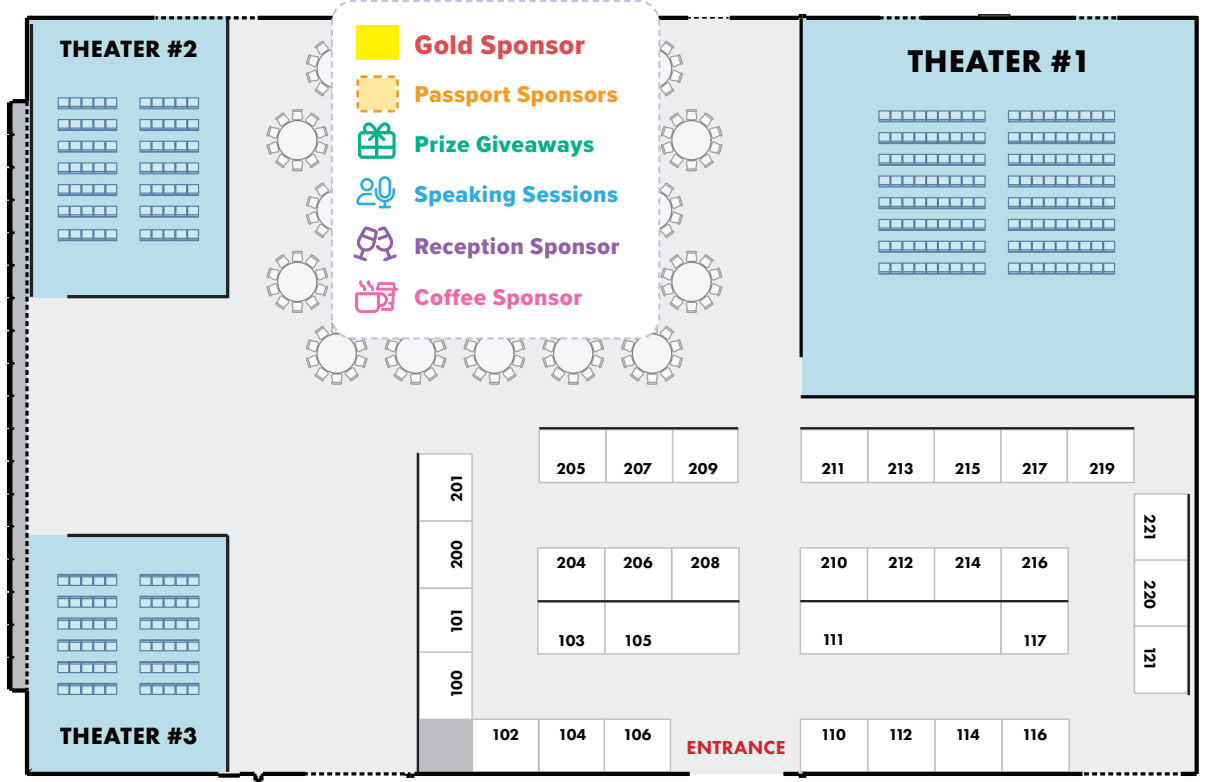 THEATER #2
Gold Sponsor
Passport Sponsors
Prize Giveaways
Speaking Sessions
Reception Sponsor
Coffee Sponsor
THEATER #1
205 207 209
211 213 215 217 219
201
200
101
100
204 206 208
103 105
210 212 214 216
111 117
221
220
121
THEATER #3
102 104 106
ENTRANCE
110 112 114 116